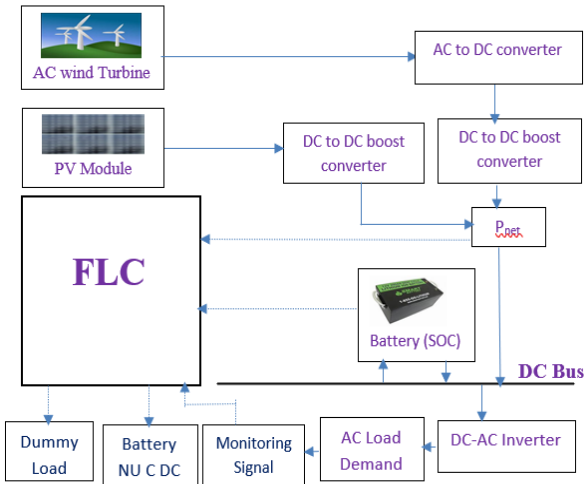 AC wind Turbine
AC to DC converter
PV Module
DC to DC boost
converter
DC to DC boost
converter
Pnet
FLC
Battery (SOC)
DC Bus
Dummy
Load
Battery
NU C DC
Monitoring
Signal
AC Load
Demand
DC-AC Inverter